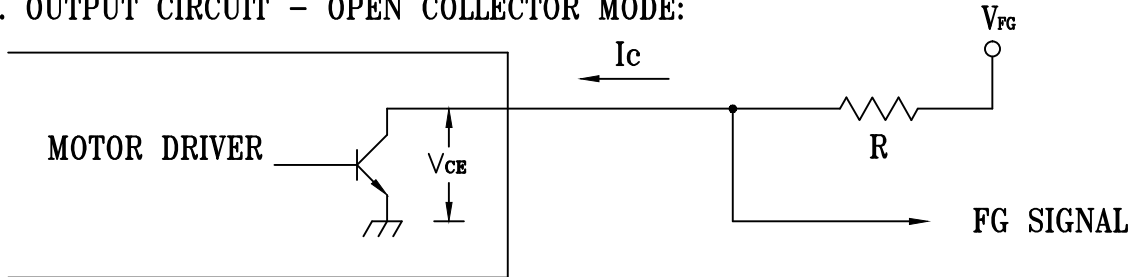 . OUTPUT CIRCUIT – OPEN COLLECTOR MODE:
VFG
Ic
MOTOR DRIVER
VCE
R
FG SIGNAL